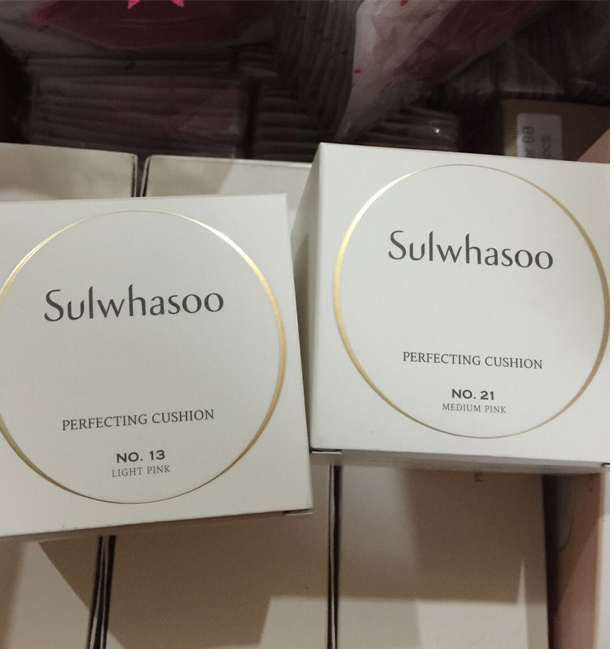 Sulwhasoo
PERFECTING CUSHION
NO. 13
LIGHT PINK
Sulwhasoo
PERFECTING CUSHION
NO. 21
MEDIUM PINK